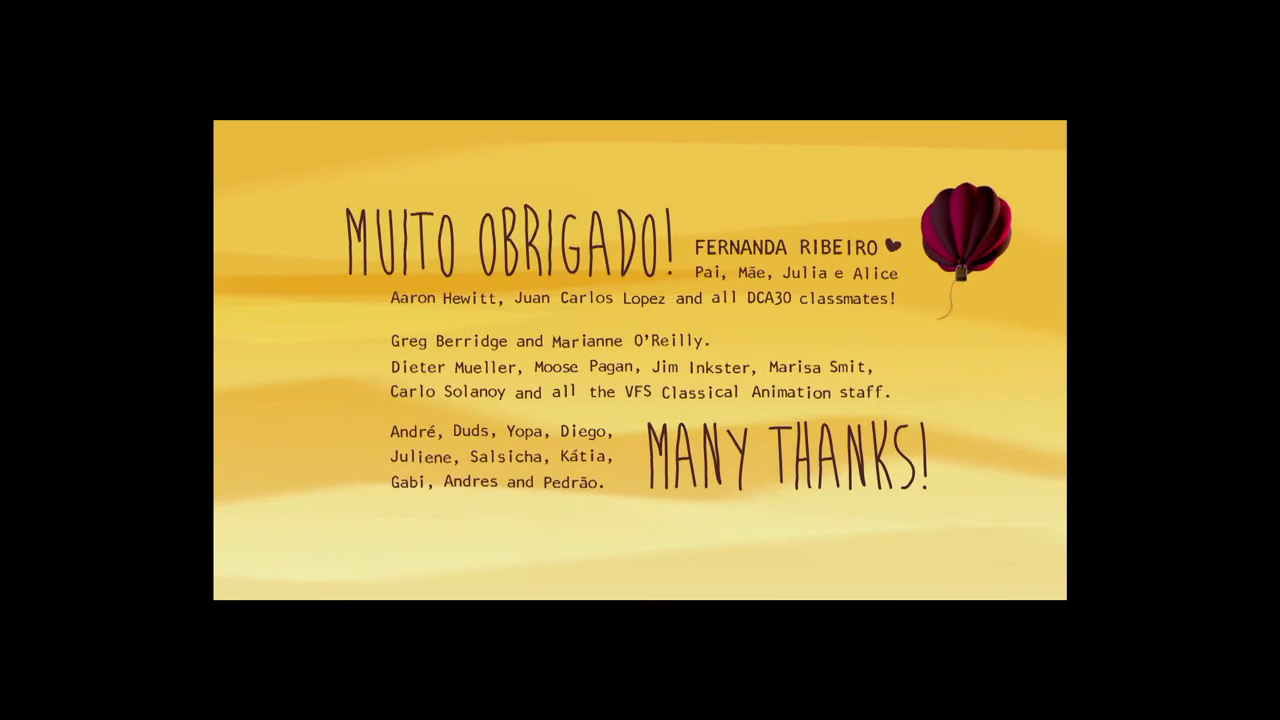 MUITO OBRIGADO!
FERNANDA RIBEIRO
Pai, Mãe, Julia e Alice
Aaron Hewitt, Juan Carlos Lopez and all DCA30 classmates!
Greg Berridge and Marianne O'Reilly.
Dieter Mueller, Moose Pagan, Jim Inkster, Marisa Smit,
Carlo Solanoy and all the VFS Classical Animation staff.
André, Duds, Yopa, Diego,
Juliene, Salsicha, Kátia,
Gabi, Andres and Pedrão.
MANY THANKS!